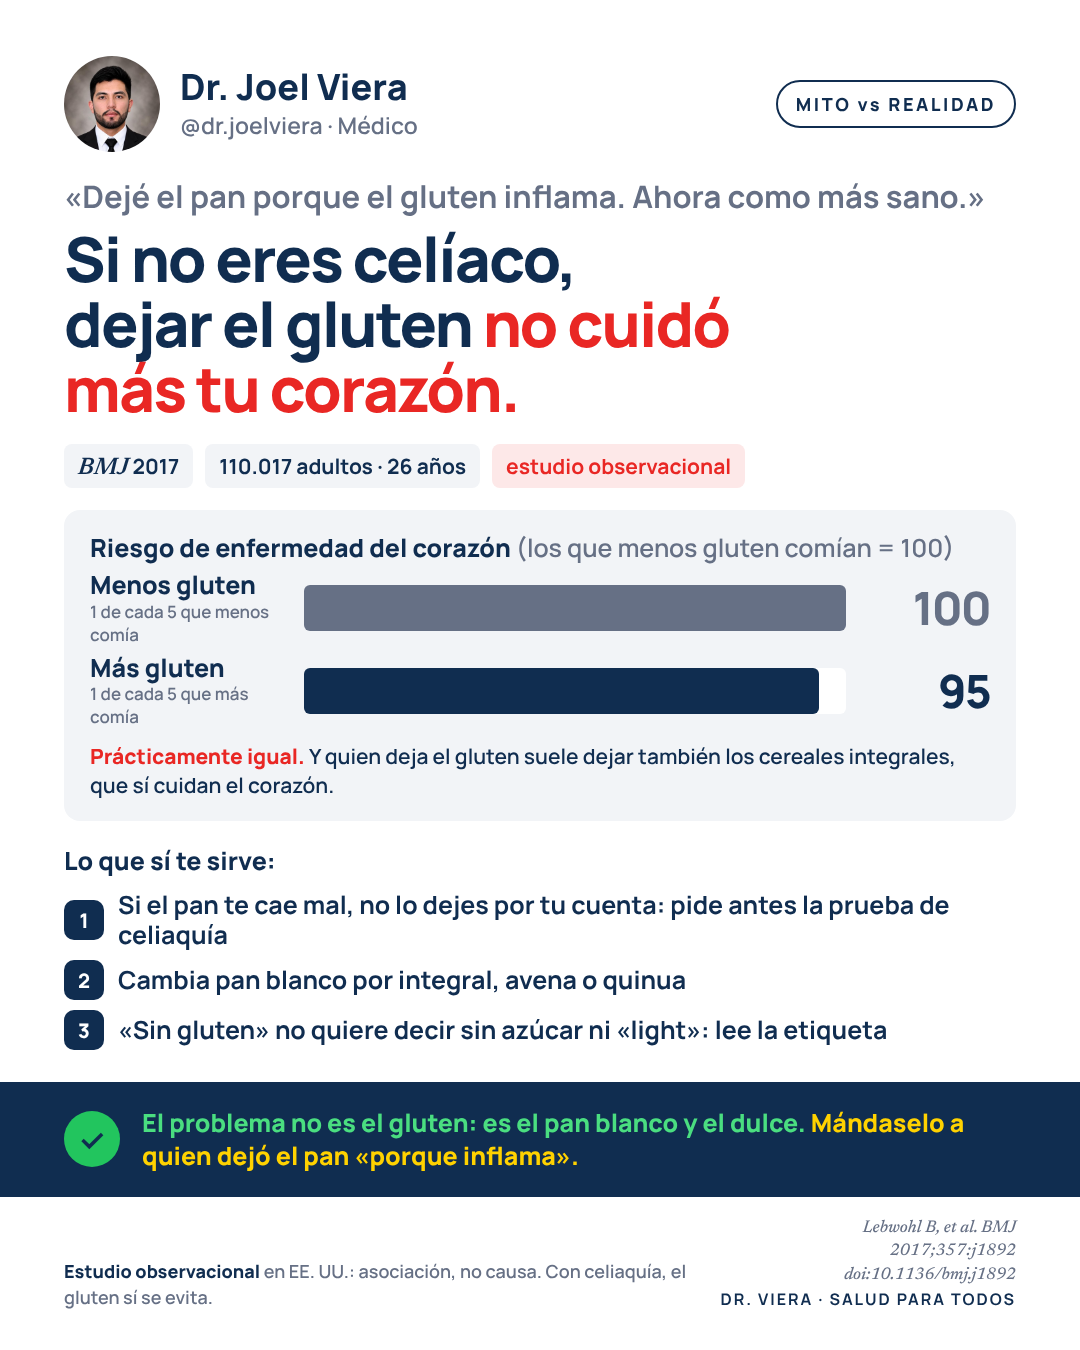 Dr. Joel Viera
@dr.joelviera · Médico
MITO vs REALIDAD
«Dejé el pan porque el gluten inflama. Ahora como más sano.»
Si no eres celíaco,
dejar el gluten no cuidó
más tu corazón.
BMJ 2017
110.017 adultos · 26 años
estudio observacional
Riesgo de enfermedad del corazón (los que menos gluten comían = 100)
Menos gluten
1 de cada 5 que menos
comía
100
Más gluten
1 de cada 5 que más
comía
95
Prácticamente igual. Y quien deja el gluten suele dejar también los cereales integrales,
que sí cuidan el corazón.
Lo que sí te sirve:
1
Si el pan te cae mal, no lo dejes por tu cuenta: pide antes la prueba de
celiaquía
2
Cambia pan blanco por integral, avena o quinua
3
«Sin gluten» no quiere decir sin azúcar ni «light»: lee la etiqueta
El problema no es el gluten: es el pan blanco y el dulce. Mándaselo a
quien dejó el pan «porque inflama».
Estudio observacional en EE. UU.: asociación, no causa. Con celiaquía, el
gluten sí se evita.
Lebwohl B, et al. BMJ
2017;357:j1892
doi:10.1136/bmj.j1892
DR. VIERA · SALUD PARA TODOS